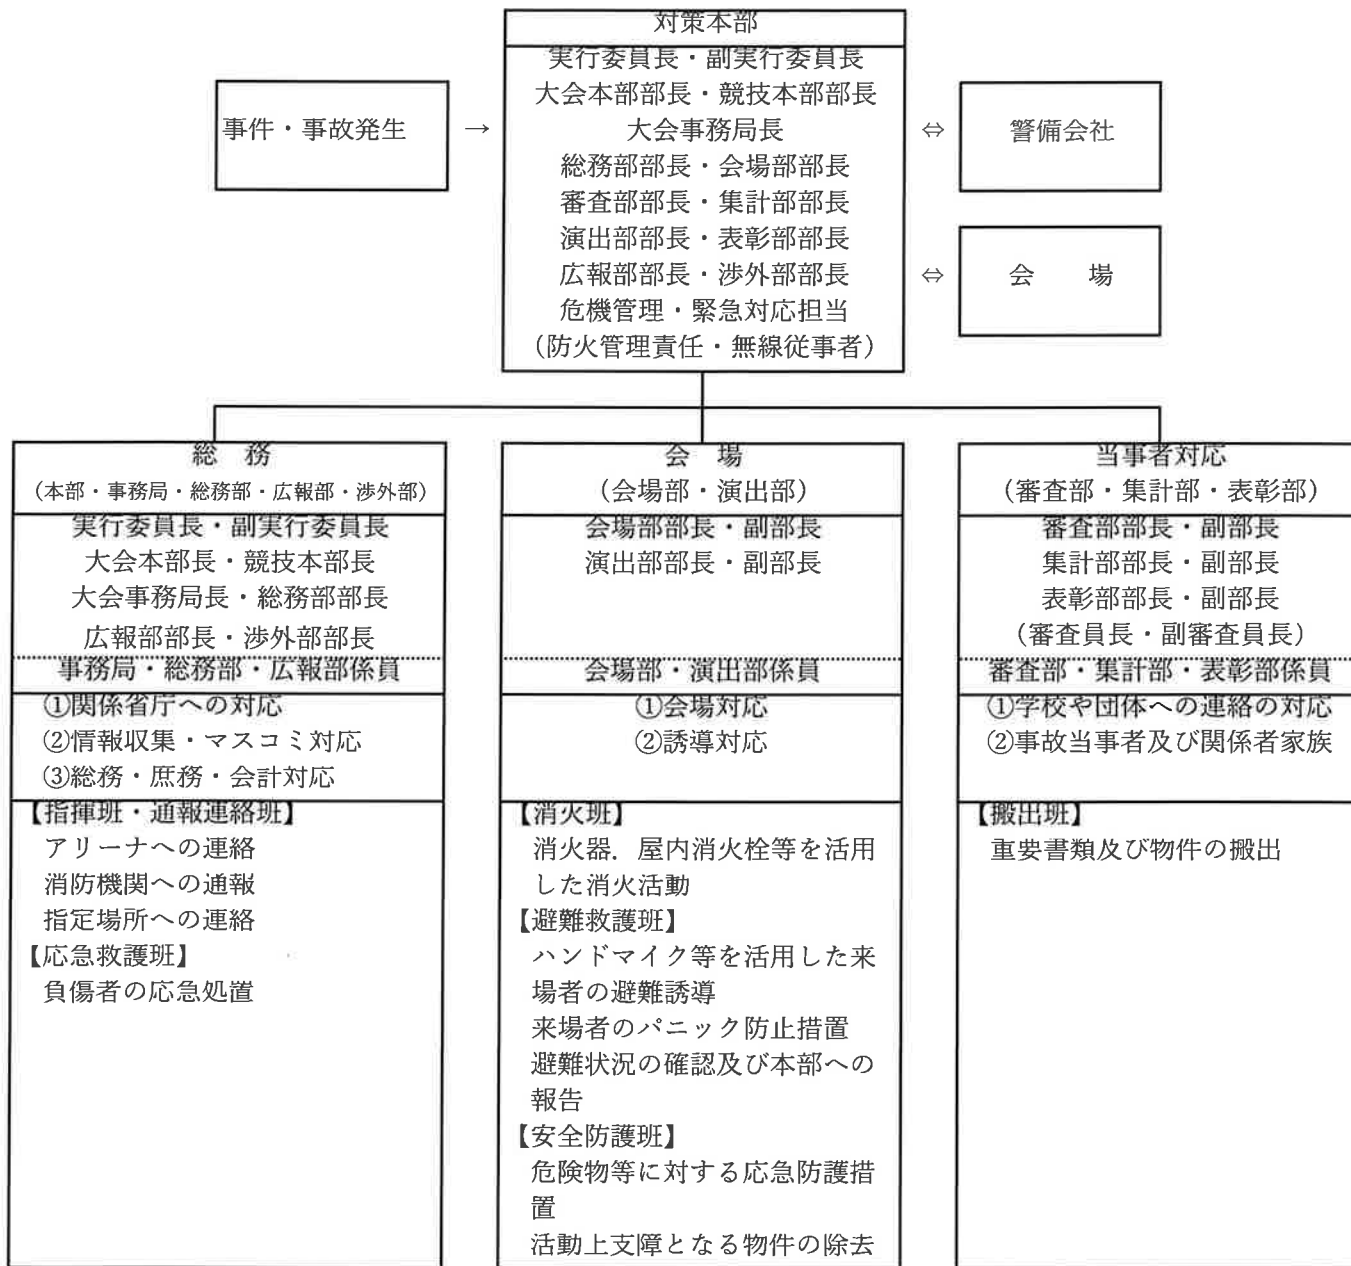 対策本部
実行委員長・副実行委員長
大会本部部長・競技本部部長
大会事務局長
総務部部長・会場部部長
審査部部長・集計部部長
演出部部長・表彰部部長
広報部部長・渉外部部長
危機管理・緊急対応担当
（防火管理責任・無線従事者）
事件・事故発生
→
⇔
警備会社
⇔
会　場
総　務
（本部・事務局・総務部・広報部・渉外部）
実行委員長・副実行委員長
大会本部長・競技本部長
大会事務局長・総務部部長
広報部部長・渉外部部長
事務局・総務部・広報部係員
①関係省庁への対応
②情報収集・マスコミ対応
③総務・庶務・会計対応
【指揮班・通報連絡班】
アリーナへの連絡
消防機関への通報
指定場所への連絡
【応急救護班】
負傷者の応急処置
会　場
（会場部・演出部）
会場部部長・副部長
演出部部長・副部長
会場部・演出部係員
①会場対応
②誘導対応
【消火班】
消火器．屋内消火栓等を活用
した消火活動
【避難救護班】
ハンドマイク等を活用した来
場者の避難誘導
来場者のパニック防止措置
避難状況の確認及び本部への
報告
【安全防護班】
危険物等に対する応急防護措
置
活動上支障となる物件の除去
当事者対応
（審査部・集計部・表彰部）
審査部部長・副部長
集計部部長・副部長
表彰部部長・副部長
（審査員長・副審査員長）
審査部・集計部・表彰部係員
①学校や団体への連絡の対応
②事故当事者及び関係者家族
【搬出班】
重要書類及び物件の搬出